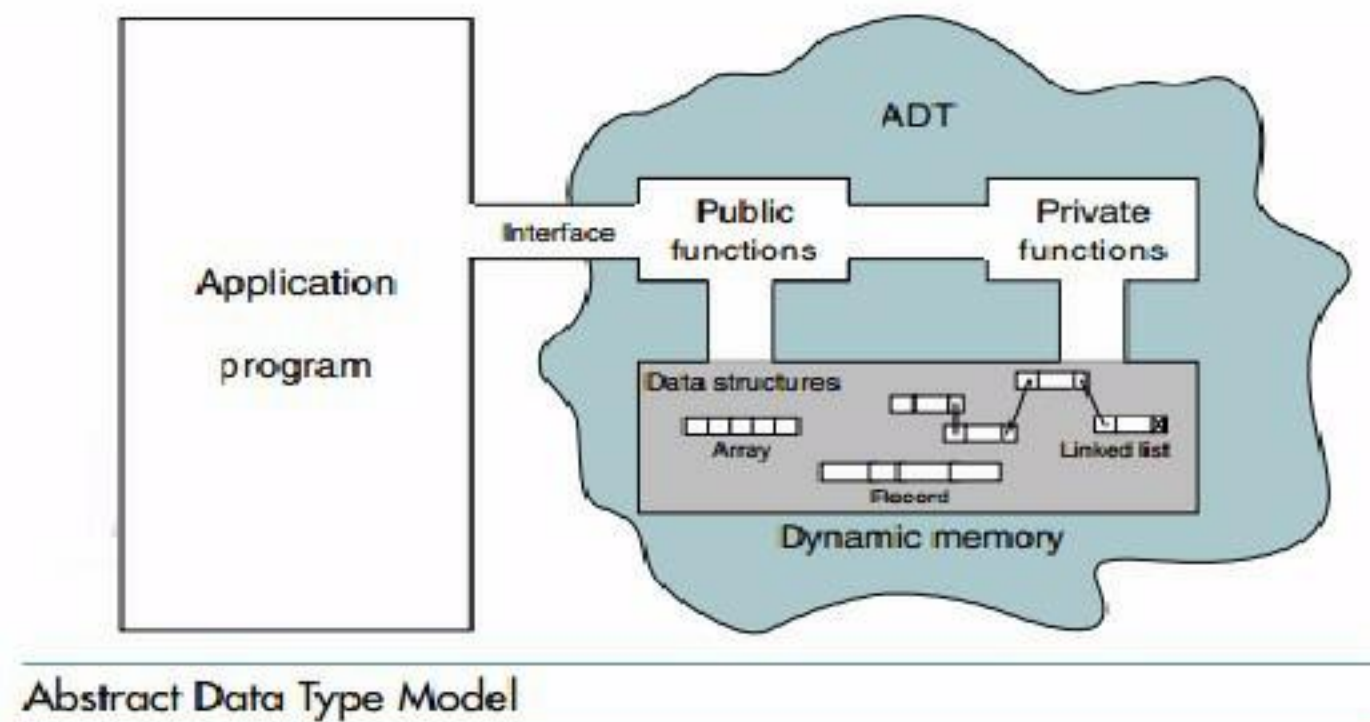 ADT
Application
program
Interface
Public
functions
Private
functions
Data structures
Array
Record
Linked list
Dynamic memory
Abstract Data Type Model